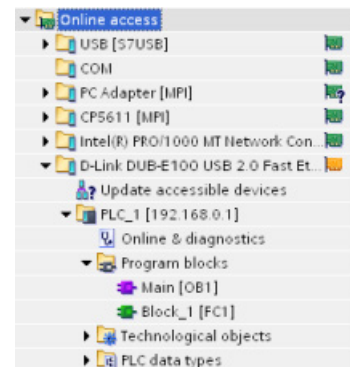 Online access
USB [S7USB]
COM
PC Adapter [MPI]
CP5611 [MPI]
Intel(R) PRO/1000 MT Network Con...
D-Link DUB-E100 USB 2.0 Fast Et...
Update accessible devices
PLC_1 [192.168.0.1]
Online & diagnostics
Program blocks
Main [OB1]
Block_1 [FC1]
Technological objects
PLC data types